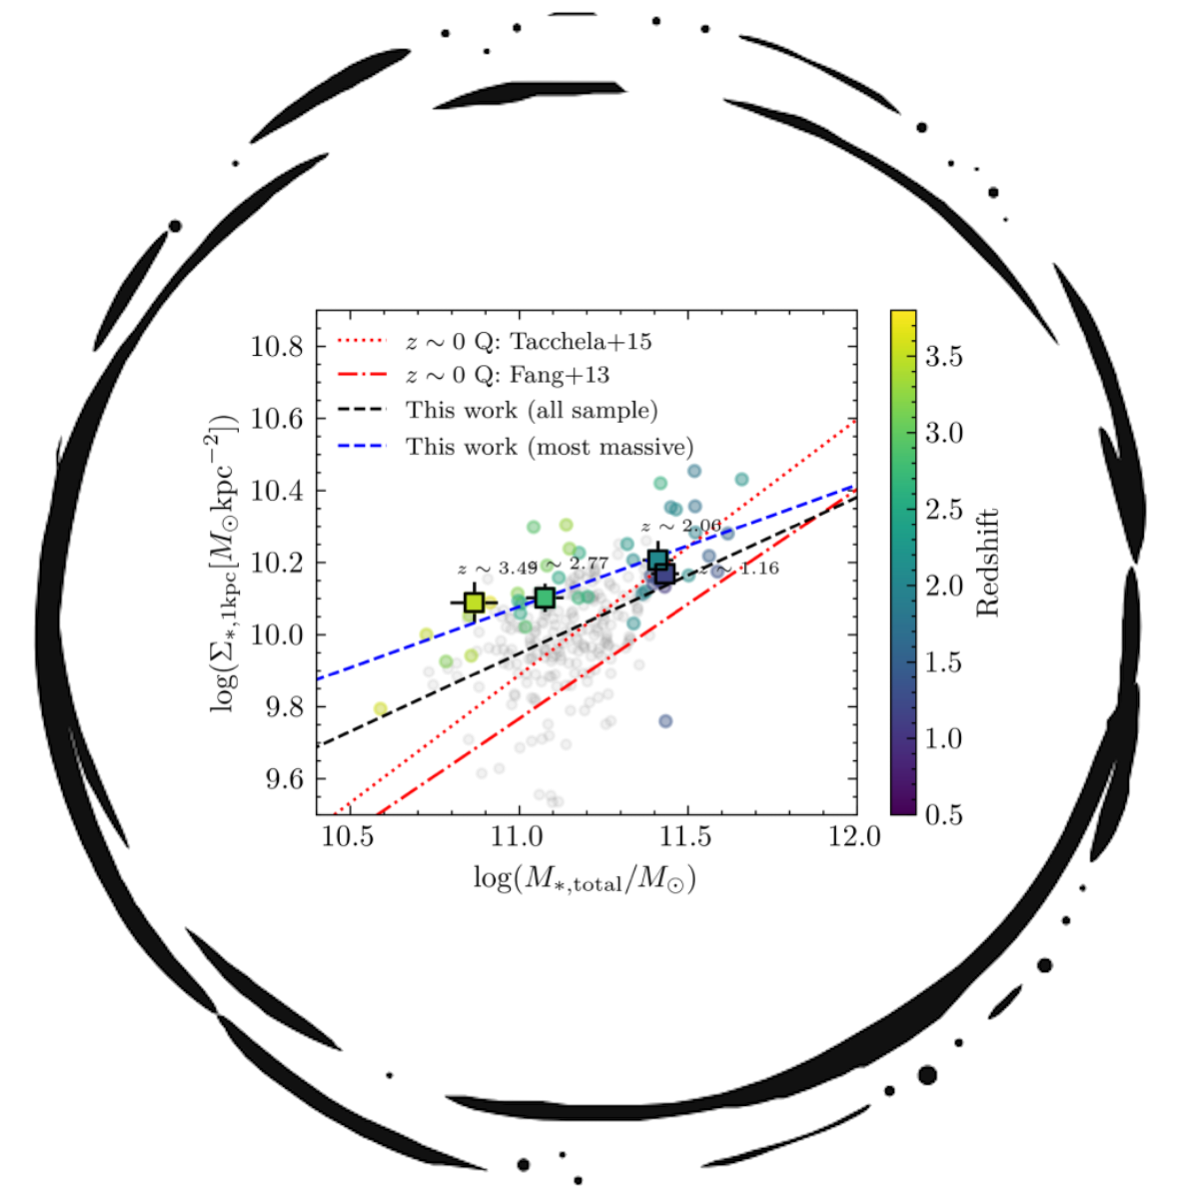 z ∼ 0 Q: Tacchela+15
z ∼ 0 Q: Fang+13
This work (all sample)
This work (most massive)
10.8
10.6
10.4
10.2
10.0
9.8
9.6
log(Σ∗,1kpc[M⊙kpc−2])
z ∼ 2.06
z ∼ 3.49
∼ 2.77
z ∼ 1.16
10.5 11.0 11.5 12.0
log(M∗,total/M⊙)
3.5
3.0
2.5
2.0
1.5
1.0
0.5
Redshift